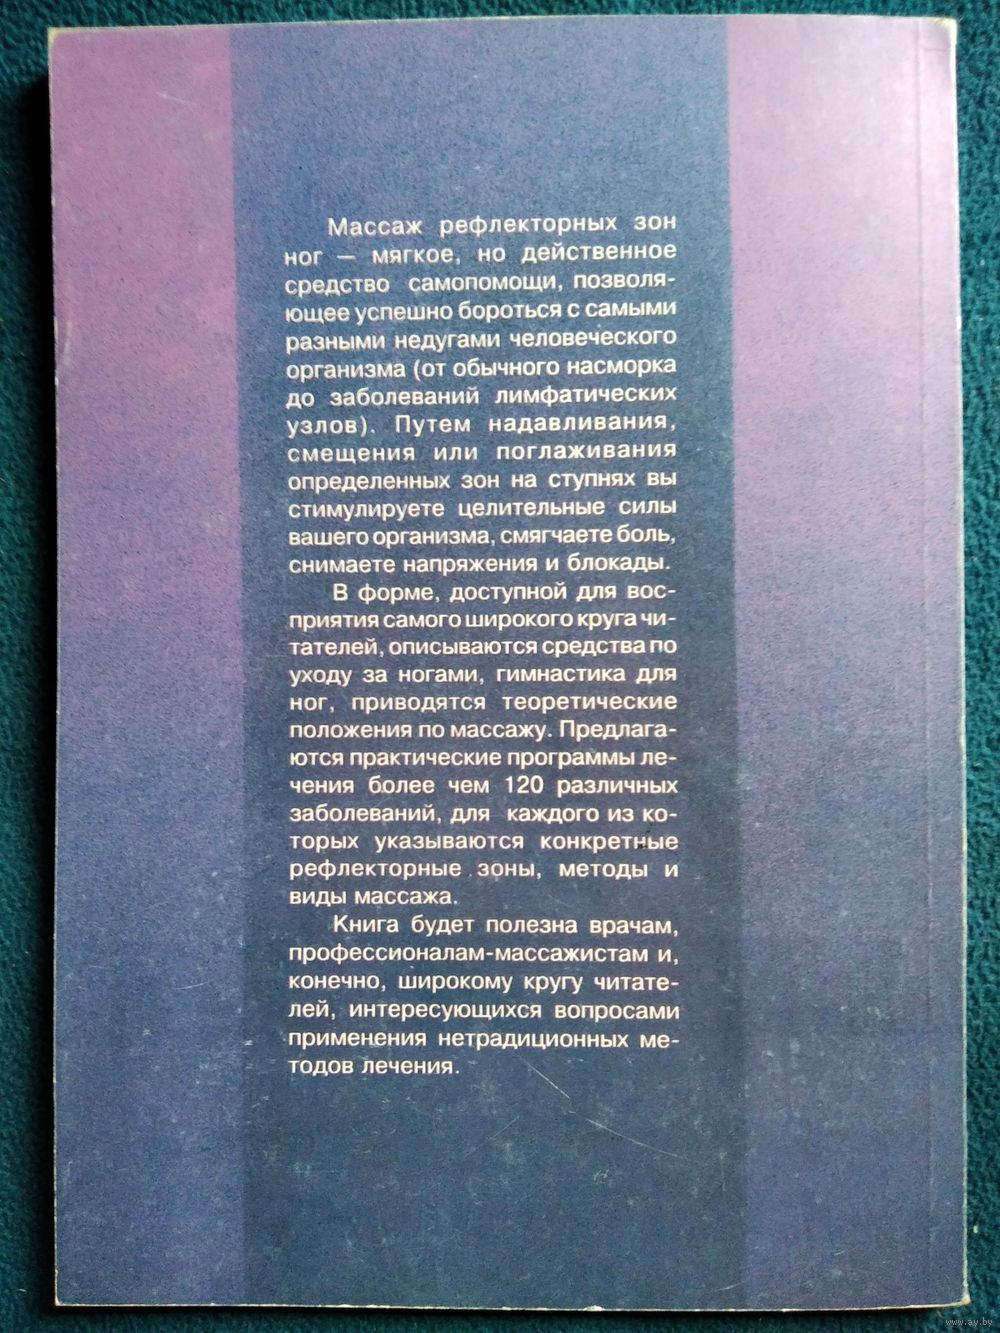 Массаж рефлекторных зон
ног — мягкое, но действенное
средство самопомощи, позволя-
ющее успешно бороться с самыми
разными недугами человеческого
организма (от обычного насморка
до заболеваний лимфатических
узлов). Путем надавливания,
смещения или поглаживания
определенных зон на ступнях вы
стимулируете целительные силы
вашего организма, смягчаете боль,
снимаете напряжения и блокады.
В форме, доступной для вос-
приятия самого широкого круга чи-
тателей, описываются средства по
уходу за ногами, гимнастика для
ног, приводятся теоретические
положения по массажу. Предлага-
ются практические программы ле-
чения более чем 120 различных
заболеваний, для каждого из ко-
торых указываются конкретные
рефлекторные зоны, методы и
виды массажа.
Книга будет полезна врачам,
профессионалам-массажистам и,
конечно, широкому кругу читате-
лей, интересующихся вопросами
применения нетрадиционных ме-
тодов лечения.
www.ay.by